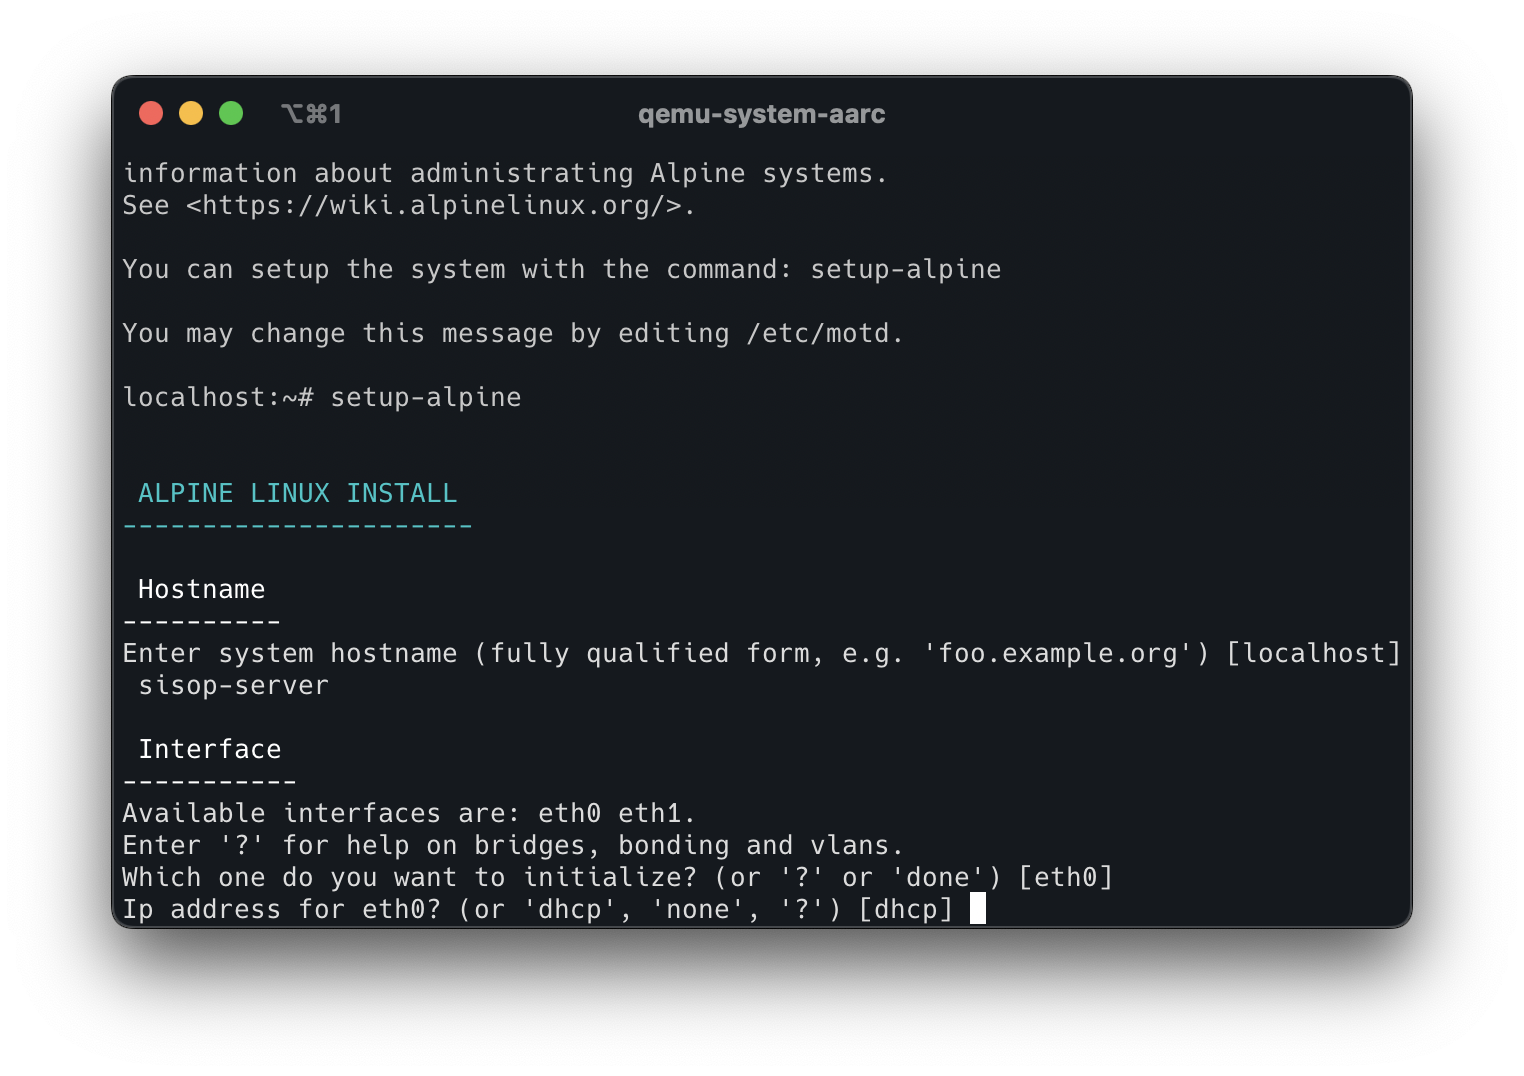 ⌥⌘1 qemu-system-aarc
information about administrating Alpine systems.
See <https://wiki.alpinelinux.org/>.
You can setup the system with the command: setup-alpine
You may change this message by editing /etc/motd.
localhost:~# setup-alpine
ALPINE LINUX INSTALL
----------------------
Hostname
----------
Enter system hostname (fully qualified form, e.g. 'foo.example.org') [localhost]
sisop-server
Interface
-----------
Available interfaces are: eth0 eth1.
Enter '?' for help on bridges, bonding and vlans.
Which one do you want to initialize? (or '?' or 'done') [eth0]
Ip address for eth0? (or 'dhcp', 'none', '?') [dhcp]